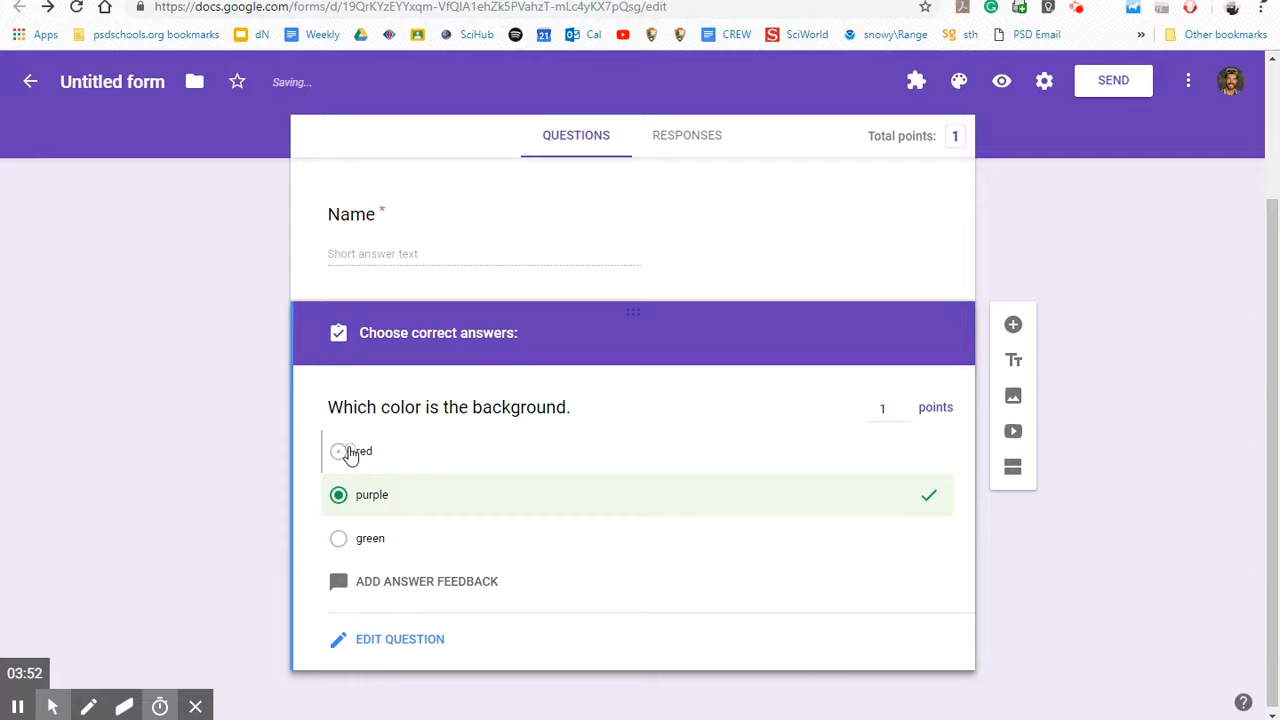 https://docs.google.com/forms/d/19QrKYzEYYxqm-VfQIA1ehZk5PVahzT-mLc4yKX7pQsg/edit
Apps psdschools.org bookmarks dN Weekly SciHub 21 Cal CREW S SciWorld snowy\Range sg sth PSD Email » Other bookmarks
Untitled form Saving... SEND
QUESTIONS RESPONSES Total points: 1
Name *
Short answer text
Choose correct answers:
Which color is the background. 1 points
red
purple
green
ADD ANSWER FEEDBACK
EDIT QUESTION
03:52